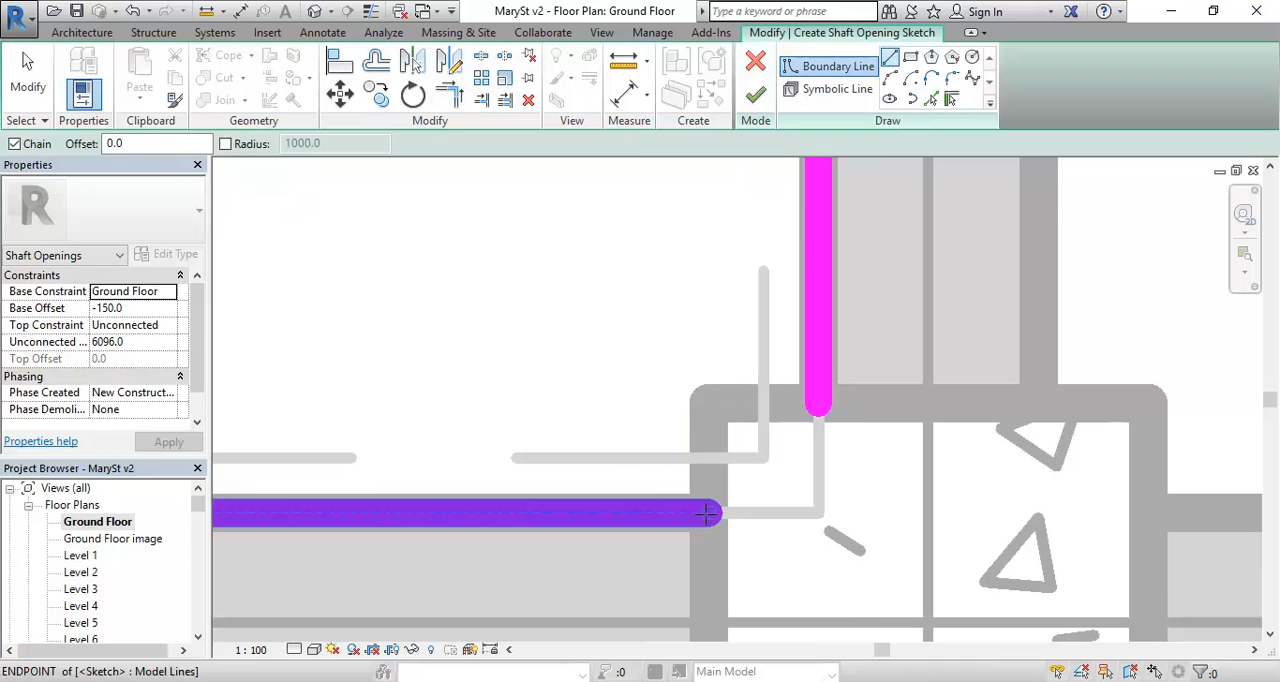 MarySt v2 - Floor Plan: Ground Floor
Type a keyword or phrase
Sign In
Architecture Structure Systems Insert Annotate Analyze Massing & Site Collaborate View Manage Add-Ins Modify | Create Shaft Opening Sketch
Modify
Paste
Cope
Cut
Join
Boundary Line
Symbolic Line
Select Properties Clipboard Geometry Modify View Measure Create Mode Draw
Chain Offset: 0.0 Radius: 1000.0
Properties
R
Shaft Openings Edit Type
Constraints
Base Constraint Ground Floor
Base Offset -150.0
Top Constraint Unconnected
Unconnected ... 6096.0
Top Offset 0.0
Phasing
Phase Created New Construct...
Phase Demoli... None
Properties help Apply
Project Browser - MarySt v2
Views (all)
Floor Plans
Ground Floor
Ground Floor image
Level 1
Level 2
Level 3
Level 4
Level 5
Level 6
2D
1 : 100
ENDPOINT of [<Sketch> : Model Lines]
:0
Main Model
:0